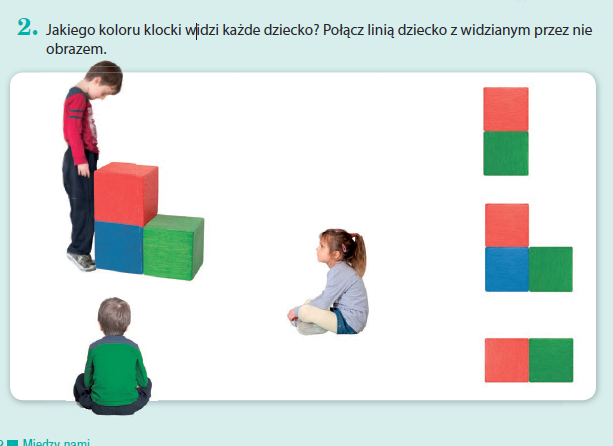 2. Jakiego koloru klocki widzi każde dziecko? Połącz linią dziecko z widzianym przez nie
obrazem.
Między nami